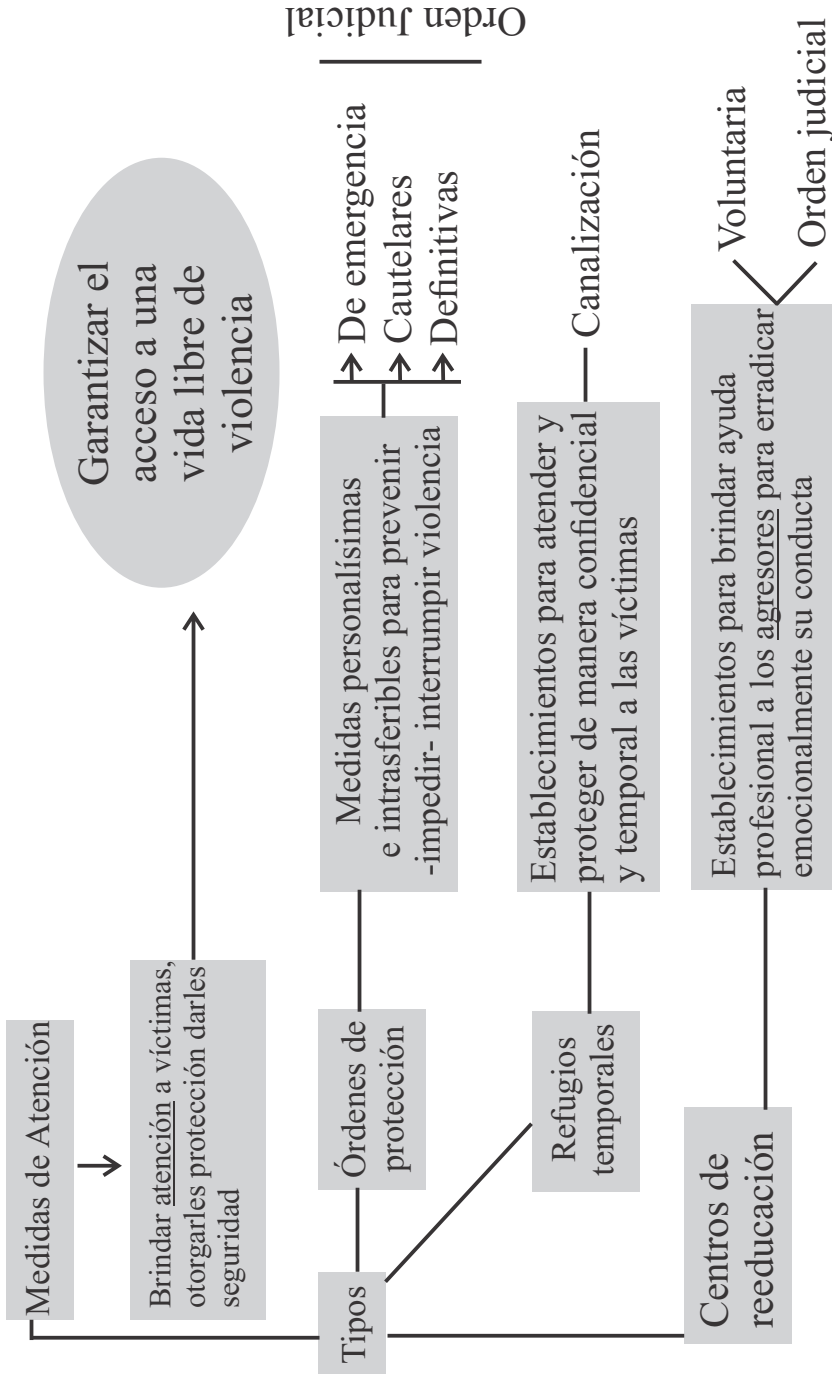 Medidas de Atención
Brindar atención a víctimas,
otorgarles protección darles
seguridad
Garantizar el
acceso a una
vida libre de
violencia
Tipos
Órdenes de
protección
Medidas personalísimas
e intrasferibles para prevenir
-impedir- interrumpir violencia
De emergencia
Cautelares
Definitivas
Orden Judicial
Refugios
temporales
Establecimientos para atender y
proteger de manera confidencial
y temporal a las víctimas
Canalización
Centros de
reeducación
Establecimientos para brindar ayuda
profesional a los agresores para erradicar
emocionalmente su conducta
Voluntaria
Orden judicial